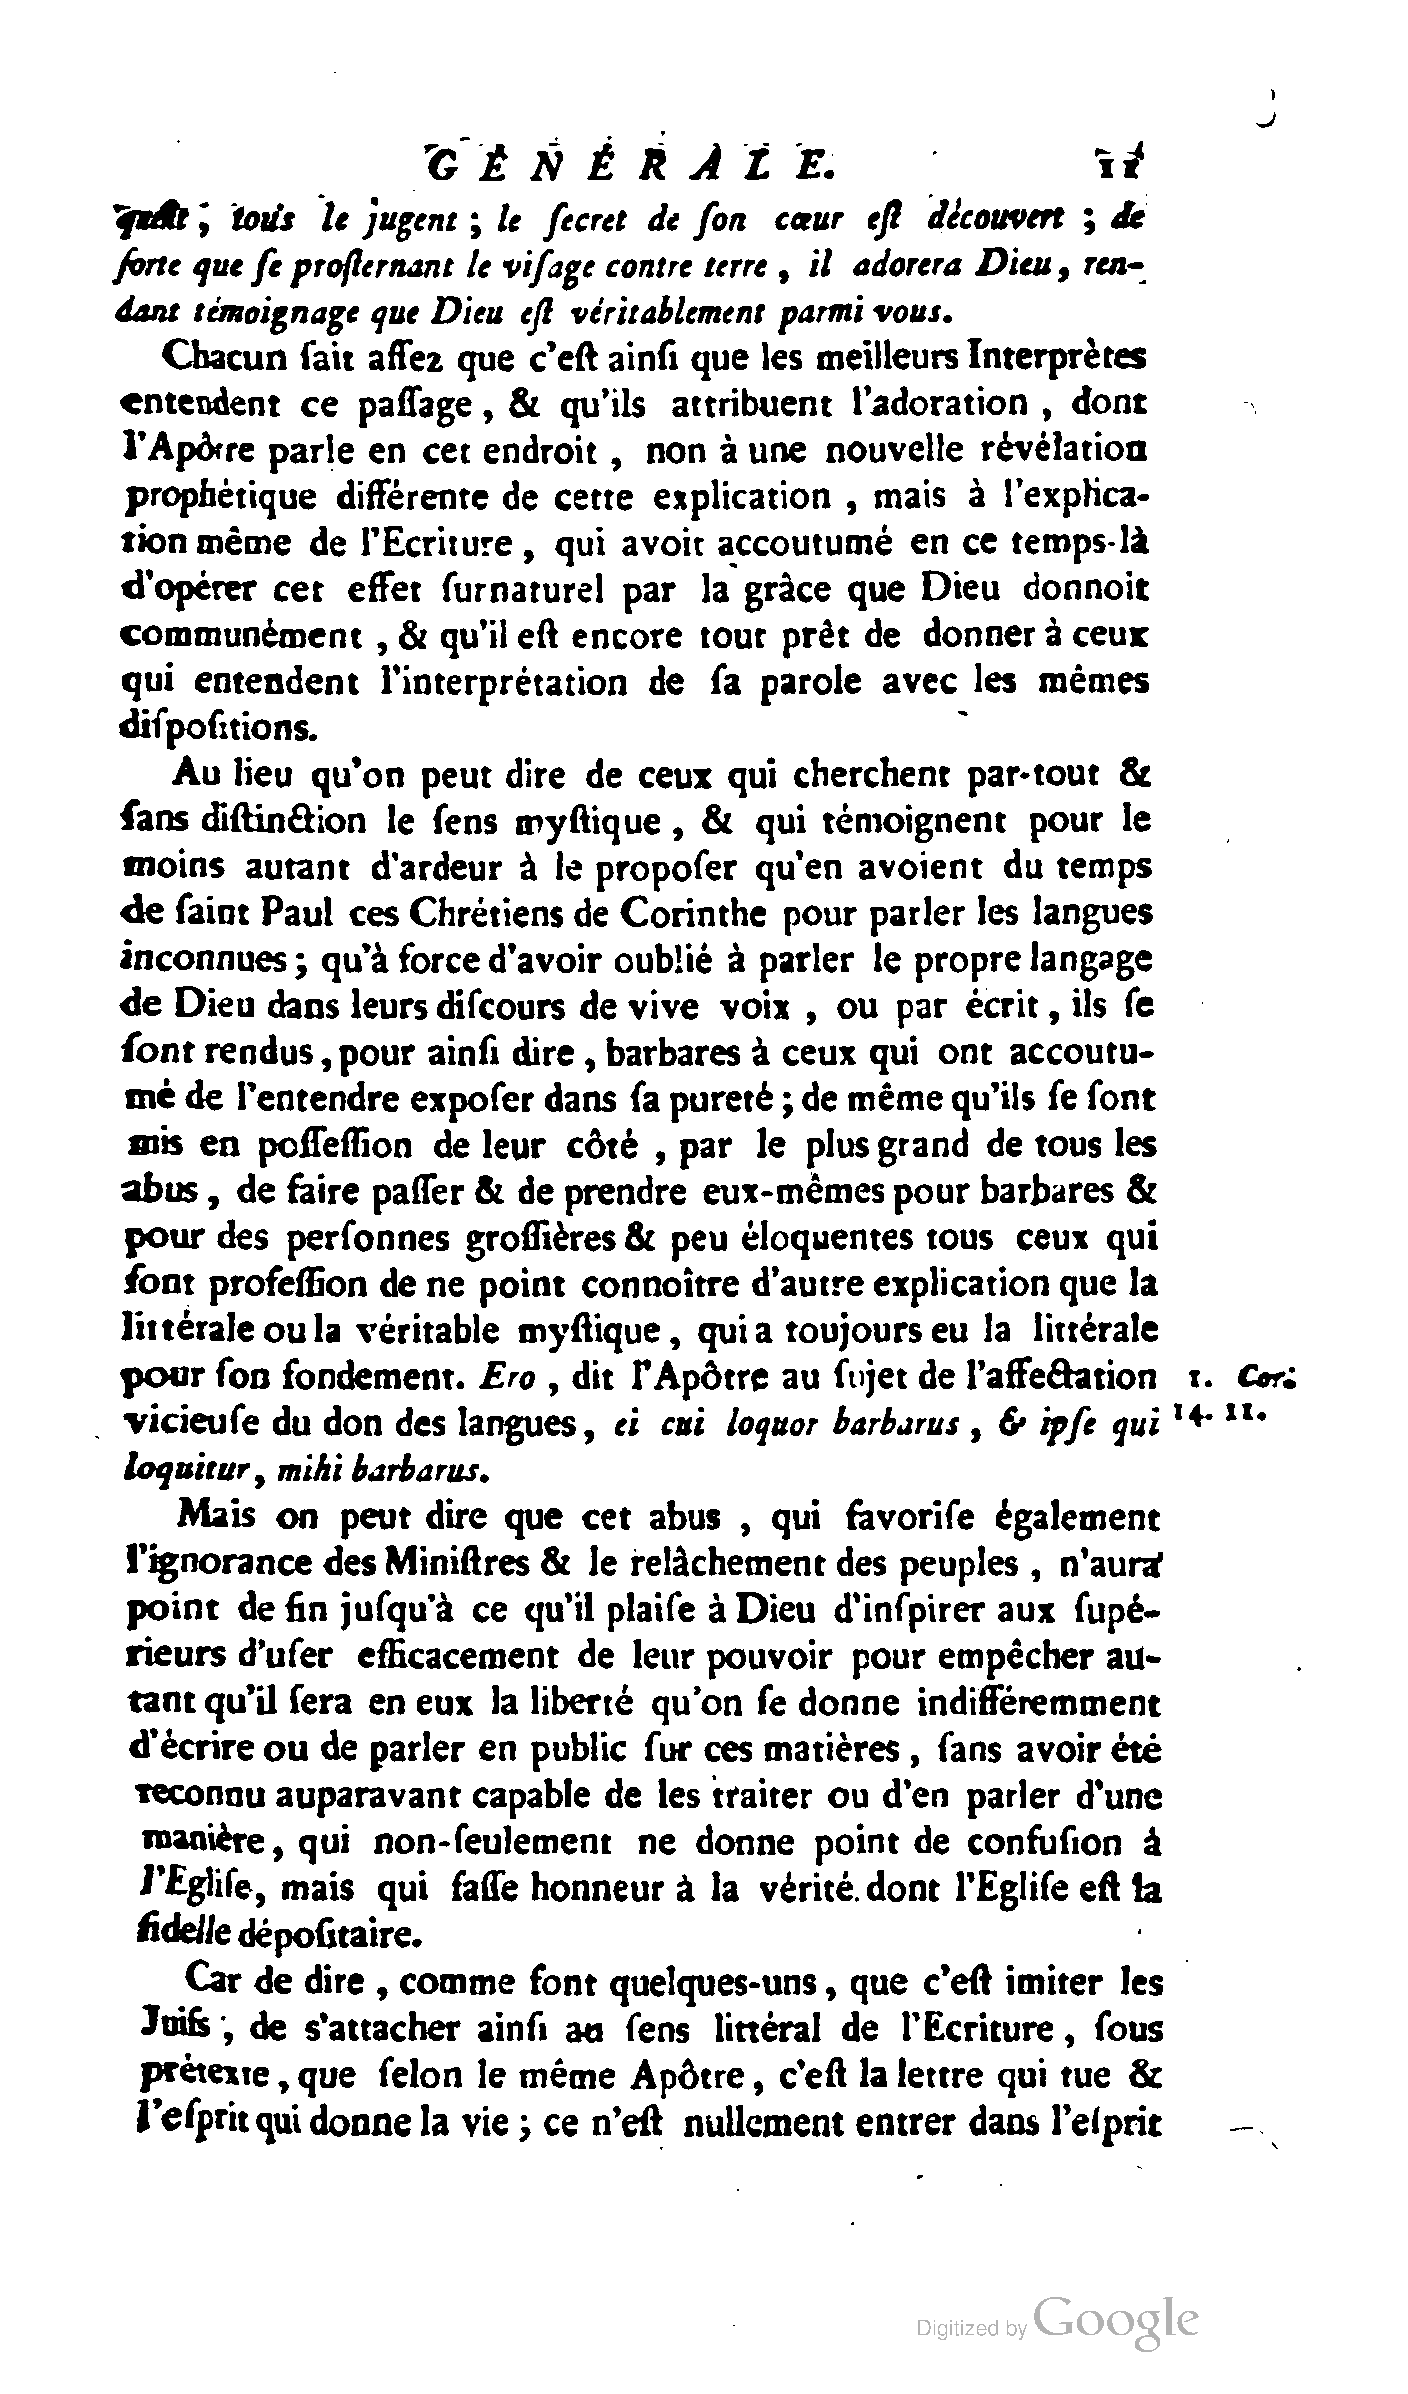 GÉNÉRALE. 11
; tous le jugent ; le ſecret de ſon cœur eſt découvert ; de
ſorte que ſe proſternant le viſage contre terre , il adorera Dieu, ren-
dant témoignage que Dieu eſt véritablement parmi vous.
Chacun ſait aſſez que c'eſt ainſi que les meilleurs Interprètes
entendent ce paſſage , & qu'ils attribuent l'adoration , dont
l'Apôtre parle en cet endroit , non à une nouvelle révélation
prophétique différente de cette explication , mais à l'explica-
tion même de l'Ecriture , qui avoit accoutumé en ce temps-là
d'opérer cet effet ſurnaturel par la grâce que Dieu donnoit
communément , & qu'il eſt encore tout prêt de donner à ceux
qui entendent l'interprétation de ſa parole avec les mêmes
diſpoſitions.
Au lieu qu'on peut dire de ceux qui cherchent par-tout &
ſans diſtinction le ſens myſtique , & qui témoignent pour le
moins autant d'ardeur à le propoſer qu'en avoient du temps
de ſaint Paul ces Chrétiens de Corinthe pour parler les langues
inconnues ; qu'à force d'avoir oublié à parler le propre langage
de Dieu dans leurs diſcours de vive voix , ou par écrit , ils ſe
ſont rendus , pour ainſi dire , barbares à ceux qui ont accoutu-
mé de l'entendre expoſer dans ſa pureté ; de même qu'ils ſe ſont
mis en poſſeſſion de leur côté , par le plus grand de tous les
abus , de faire paſſer & de prendre eux-mêmes pour barbares &
pour des perſonnes groſſières & peu éloquentes tous ceux qui
font profeſſion de ne point connoître d'autre explication que la
littérale ou la véritable myſtique , qui a toujours eu la littérale
pour ſon fondement. Ero , dit l'Apôtre au ſujet de l'affectation 1. Cor.
vicieuſe du don des langues , ei cui loquor barbarus , & ipſe qui 14. 11.
loquitur, mihi barbarus.
Mais on peut dire que cet abus , qui favoriſe également
l'ignorance des Miniſtres & le relâchement des peuples , n'aura
point de fin juſqu'à ce qu'il plaiſe à Dieu d'inſpirer aux ſupé-
rieurs d'uſer efficacement de leur pouvoir pour empêcher au-
tant qu'il ſera en eux la liberté qu'on ſe donne indifféremment
d'écrire ou de parler en public ſur ces matières , ſans avoir été
reconnu auparavant capable de les traiter ou d'en parler d'une
manière , qui non-ſeulement ne donne point de confuſion à
l'Egliſe, mais qui faſſe honneur à la vérité. dont l'Egliſe eſt la
fidelle dépoſitaire.
Car de dire , comme font quelques-uns , que c'eſt imiter les
Juifs , de s'attacher ainſi au ſens littéral de l'Ecriture , ſous
prétexte , que ſelon le même Apôtre , c'eſt la lettre qui tue &
l'eſprit qui donne la vie ; ce n'eſt nullement entrer dans l'eſprit
Digitized by Google